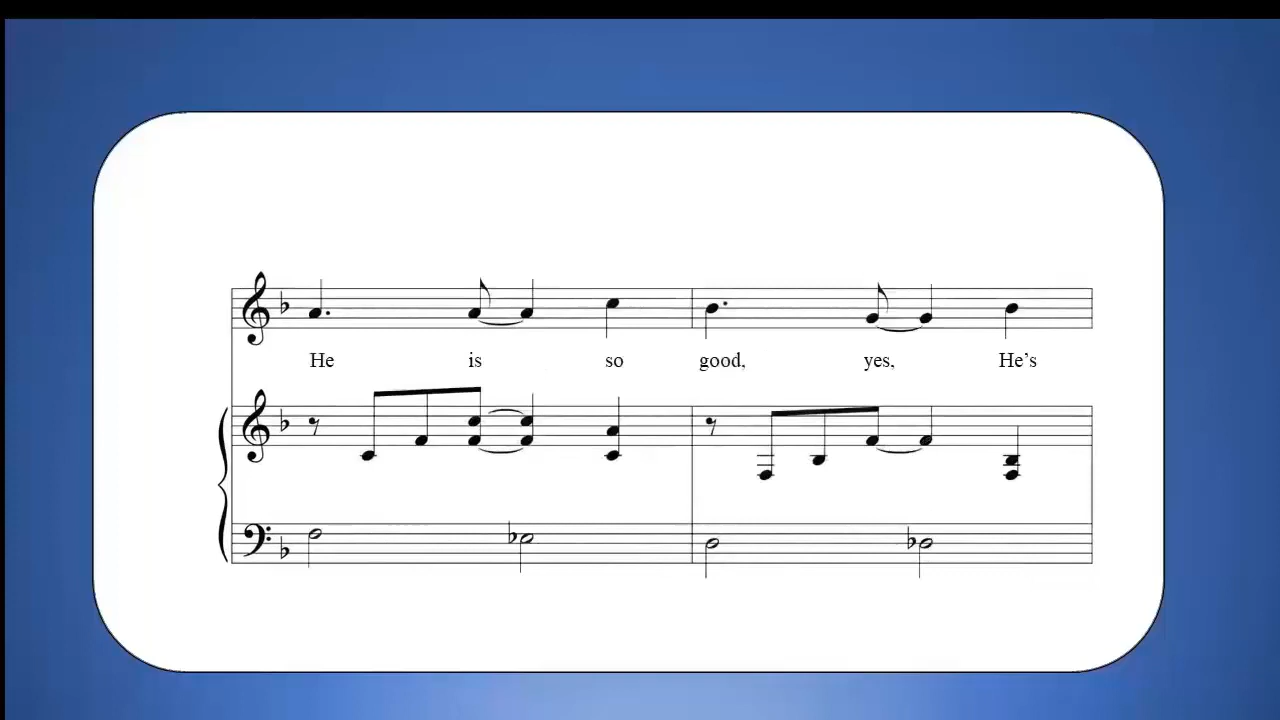 He is so good, yes, He’s